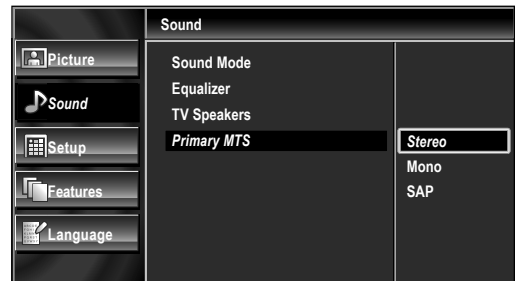 Sound
Picture
Sound
Setup
Features
Language
Sound Mode
Equalizer
TV Speakers
Primary MTS
Stereo
Mono
SAP